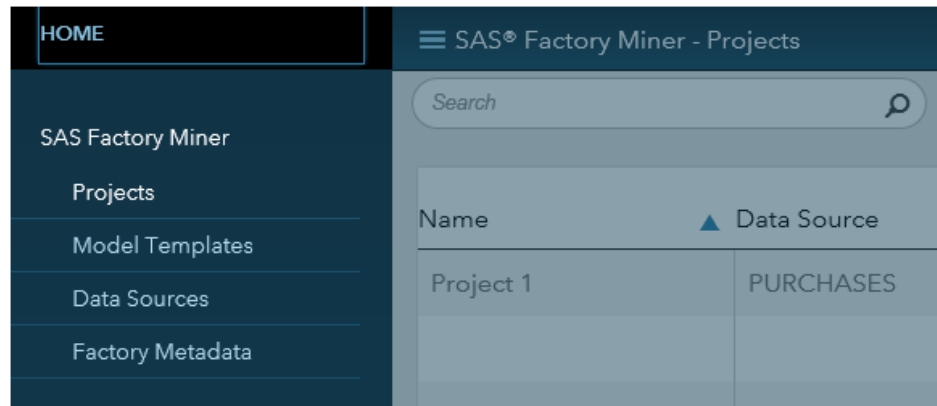 HOME
SAS Factory Miner
Projects
Model Templates
Data Sources
Factory Metadata
SAS® Factory Miner - Projects
Search
Name Data Source
Project 1 PURCHASES